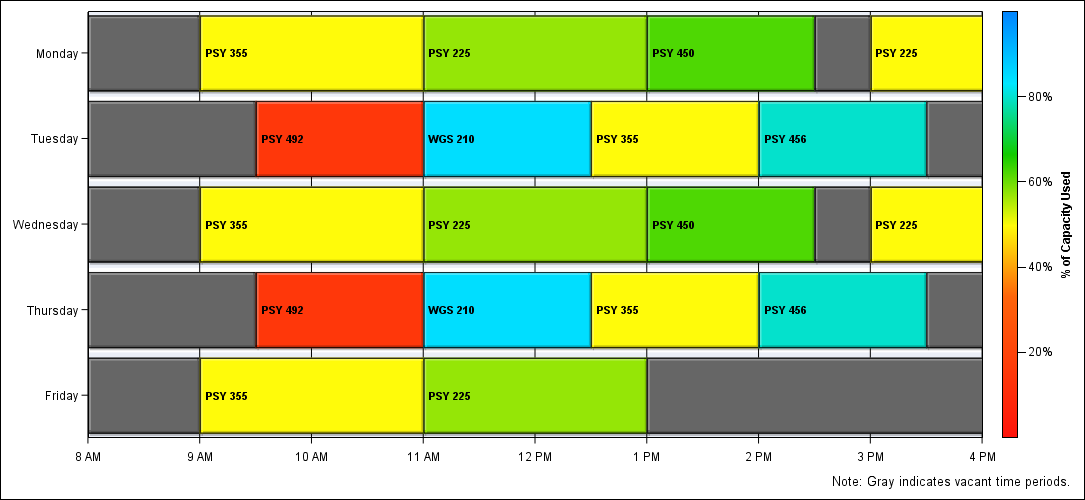 Monday PSY 355 PSY 225 PSY 450 PSY 225
80%
Tuesday PSY 492 WGS 210 PSY 355 PSY 456
60%
% of Capacity Used
Wednesday PSY 355 PSY 225 PSY 450 PSY 225
40%
Thursday PSY 492 WGS 210 PSY 355 PSY 456
20%
Friday PSY 355 PSY 225
8 AM 9 AM 10 AM 11 AM 12 PM 1 PM 2 PM 3 PM 4 PM
Note: Gray indicates vacant time periods.